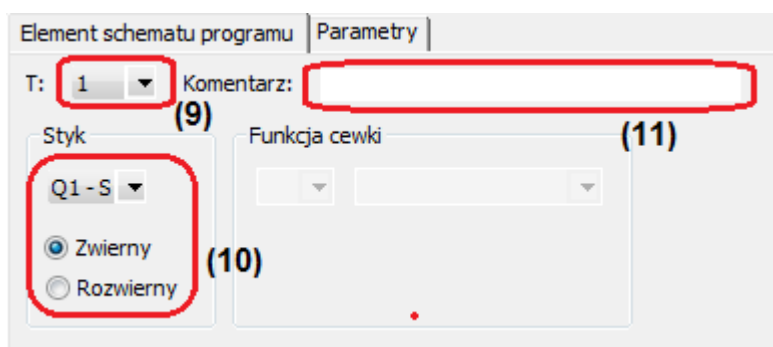 Element schematu programu Parametry
T: 1 Komentarz:
(9)
(11)
Styk Funkcja cewki
Q1 - S
Zwierny
(10)
Rozwierny